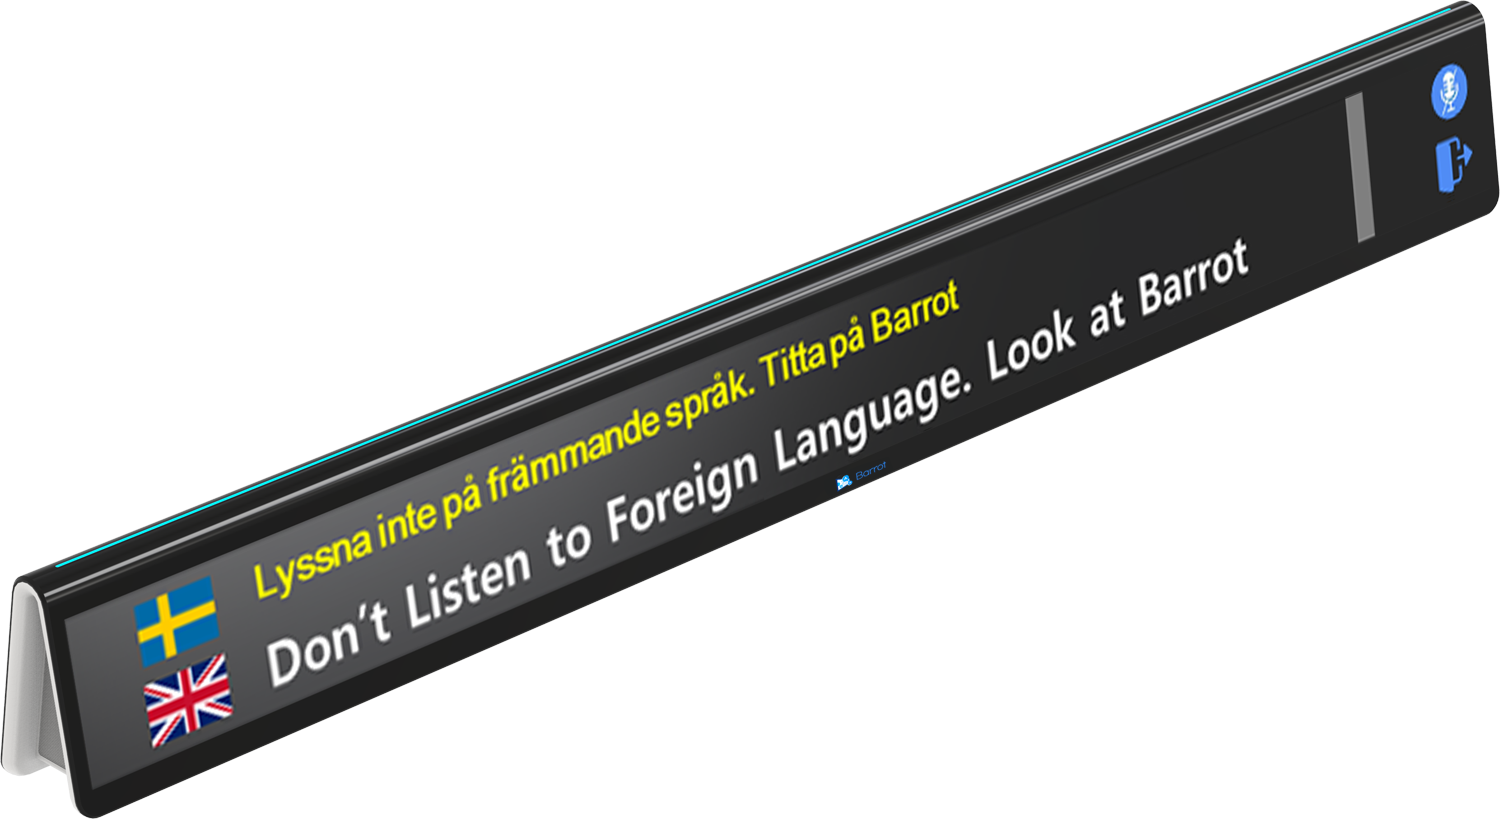 Lyssna inte på främmande språk. Titta på Barrot
Don't Listen to Foreign Language. Look at Barrot
Barrot